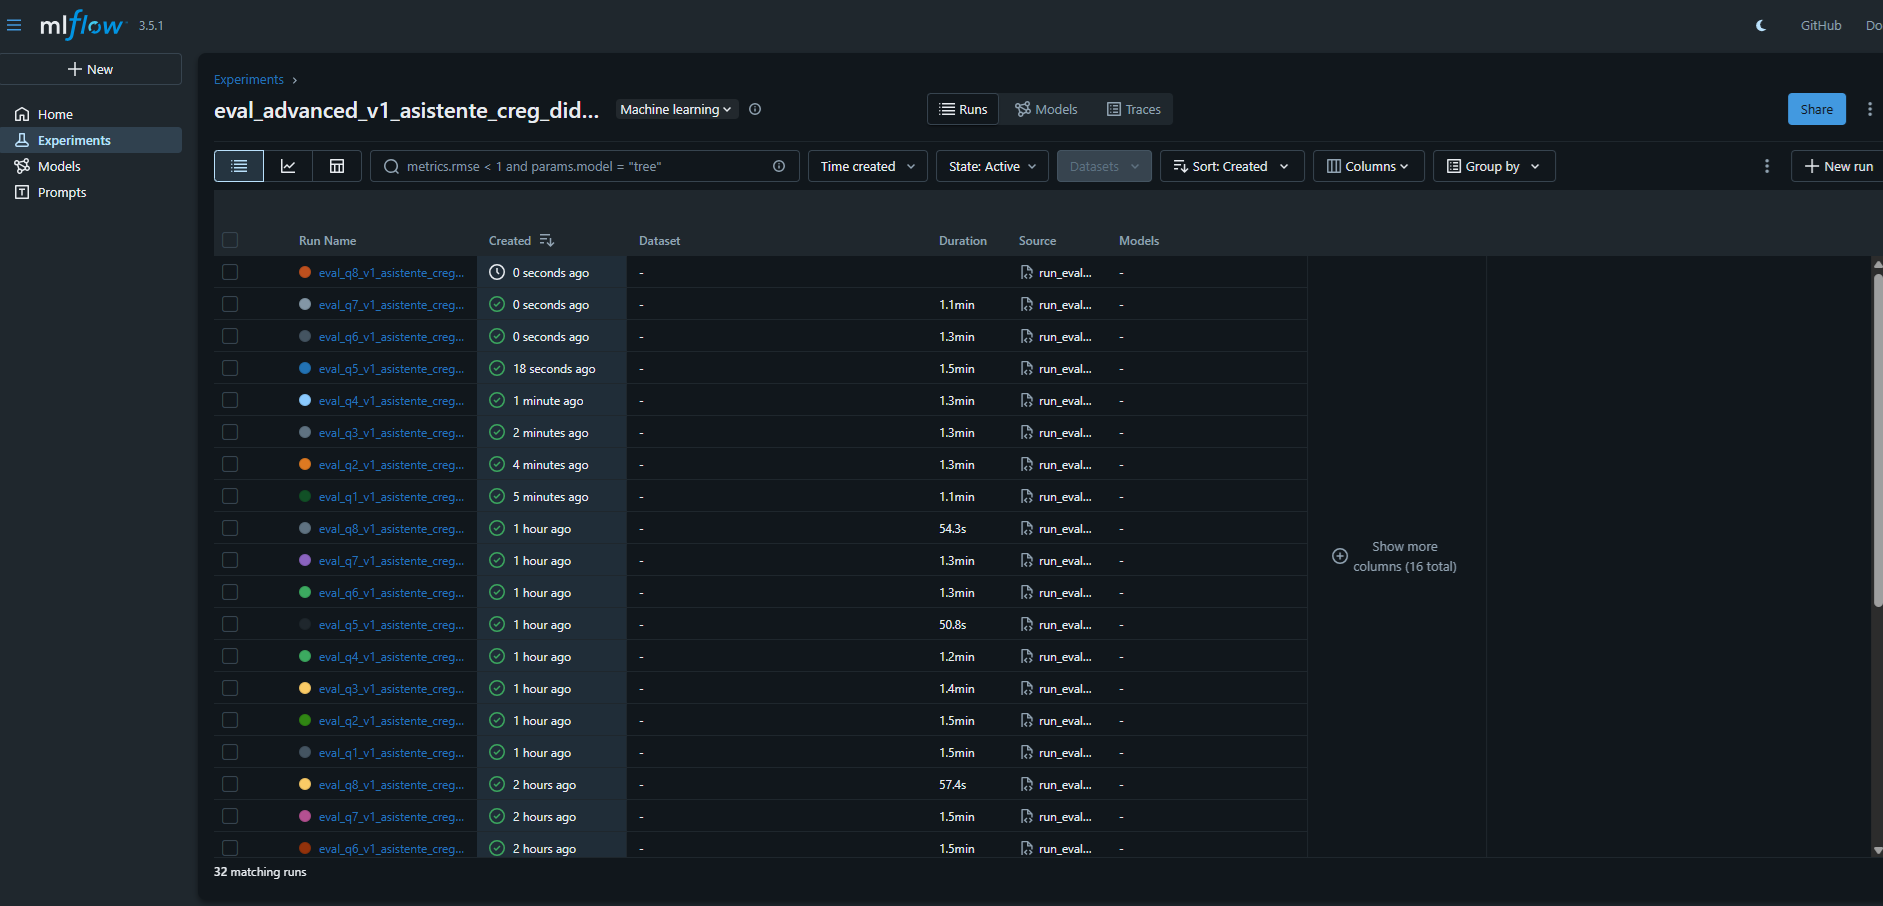 mlflow 3.5.1
GitHub
Do
New
Home
Experiments
Models
Prompts
Experiments
eval_advanced_v1_asistente_creg_did...
Machine learning
Runs
Models
Traces
Share
metrics.rmse < 1 and params.model = "tree"
Time created
State: Active
Datasets
Sort: Created
Columns
Group by
New run
Run Name Created Dataset Duration Source Models
eval_q8_v1_asistente_creg... 0 seconds ago - run_eval... -
eval_q7_v1_asistente_creg... 0 seconds ago - 1.1min run_eval... -
eval_q6_v1_asistente_creg... 0 seconds ago - 1.3min run_eval... -
eval_q5_v1_asistente_creg... 18 seconds ago - 1.5min run_eval... -
eval_q4_v1_asistente_creg... 1 minute ago - 1.3min run_eval... -
eval_q3_v1_asistente_creg... 2 minutes ago - 1.3min run_eval... -
eval_q2_v1_asistente_creg... 4 minutes ago - 1.3min run_eval... -
eval_q1_v1_asistente_creg... 5 minutes ago - 1.1min run_eval... -
eval_q8_v1_asistente_creg... 1 hour ago - 54.3s run_eval... -
eval_q7_v1_asistente_creg... 1 hour ago - 1.3min run_eval... -
eval_q6_v1_asistente_creg... 1 hour ago - 1.3min run_eval... -
eval_q5_v1_asistente_creg... 1 hour ago - 50.8s run_eval... -
eval_q4_v1_asistente_creg... 1 hour ago - 1.2min run_eval... -
eval_q3_v1_asistente_creg... 1 hour ago - 1.4min run_eval... -
eval_q2_v1_asistente_creg... 1 hour ago - 1.5min run_eval... -
eval_q1_v1_asistente_creg... 1 hour ago - 1.5min run_eval... -
eval_q8_v1_asistente_creg... 2 hours ago - 57.4s run_eval... -
eval_q7_v1_asistente_creg... 2 hours ago - 1.5min run_eval... -
eval_q6_v1_asistente_creg... 2 hours ago - 1.5min run_eval... -
Show more
columns (16 total)
32 matching runs